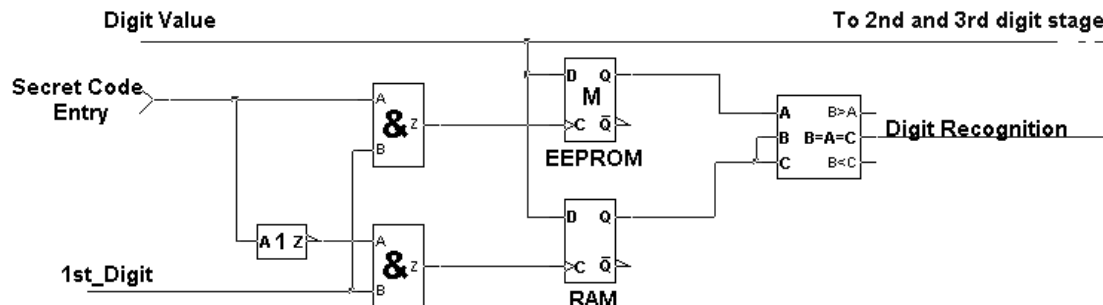 Digit Value
To 2nd and 3rd digit stage
Secret Code
Entry
A
B
&
Z
D Q
M
C Q
EEPROM
A B>A
B B=A=C
C B<C
Digit Recognition
A 1 Z
1st_Digit
A
B
&
Z
D Q
C Q
RAM